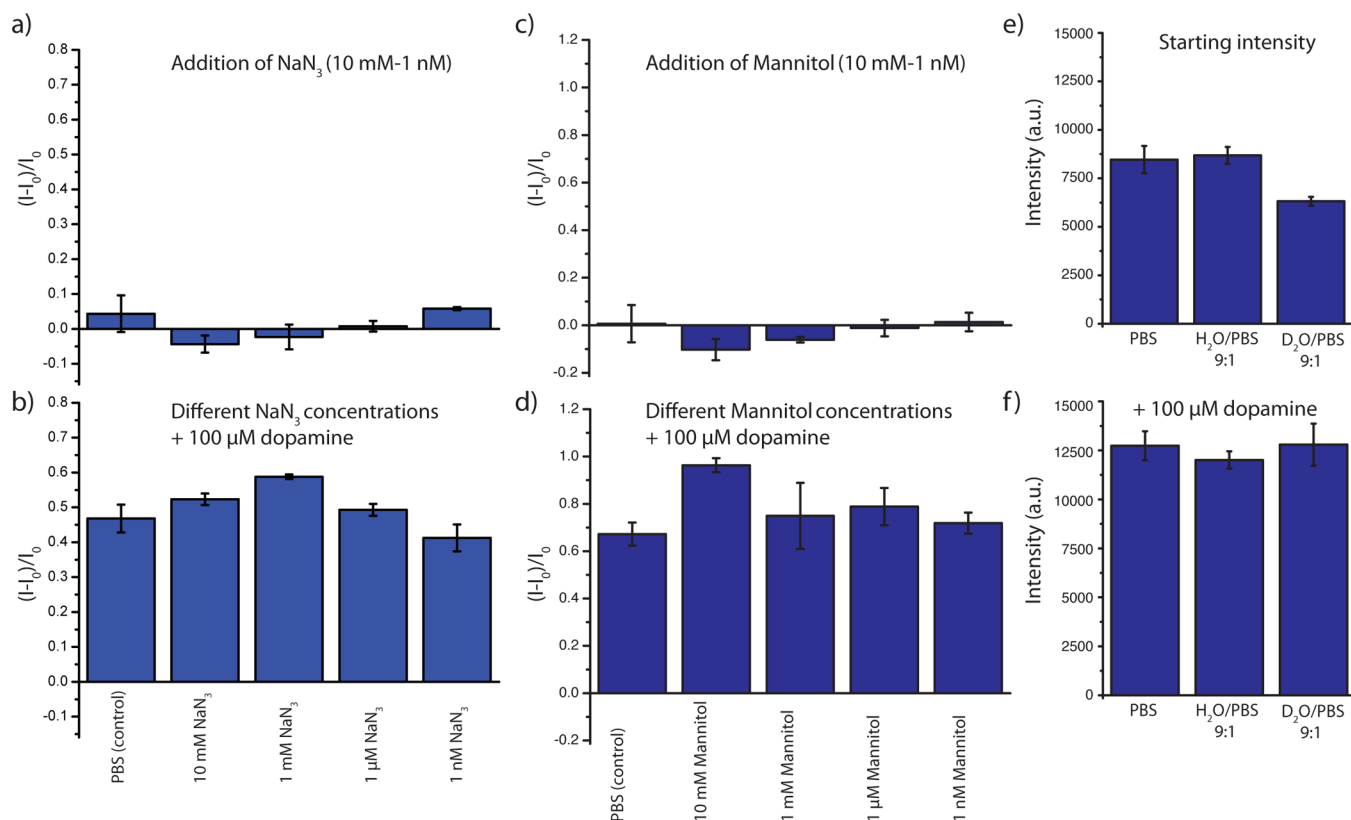 a)
Addition of NaN₃ (10 mM-1 nM)
(I-I₀)/I₀
0.8
0.7
0.6
0.5
0.4
0.3
0.2
0.1
0.0
-0.1
b)
Different NaN₃ concentrations
+ 100 µM dopamine
(I-I₀)/I₀
0.8
0.7
0.6
0.5
0.4
0.3
0.2
0.1
0.0
-0.1
PBS (control)
10 mM NaN₃
1 mM NaN₃
1 µM NaN₃
1 nM NaN₃
c)
Addition of Mannitol (10 mM-1 nM)
(I-I₀)/I₀
1.2
1.0
0.8
0.6
0.4
0.2
0.0
-0.2
d)
Different Mannitol concentrations
+ 100 µM dopamine
(I-I₀)/I₀
1.2
1.0
0.8
0.6
0.4
0.2
0.0
-0.2
PBS (control)
10 mM Mannitol
1 mM Mannitol
1 µM Mannitol
1 nM Mannitol
e)
Starting intensity
Intensity (a.u.)
15000
12500
10000
7500
5000
2500
0
PBS
H₂O/PBS
9:1
D₂O/PBS
9:1
f)
+ 100 µM dopamine
Intensity (a.u.)
15000
12500
10000
7500
5000
2500
0
PBS
H₂O/PBS
9:1
D₂O/PBS
9:1